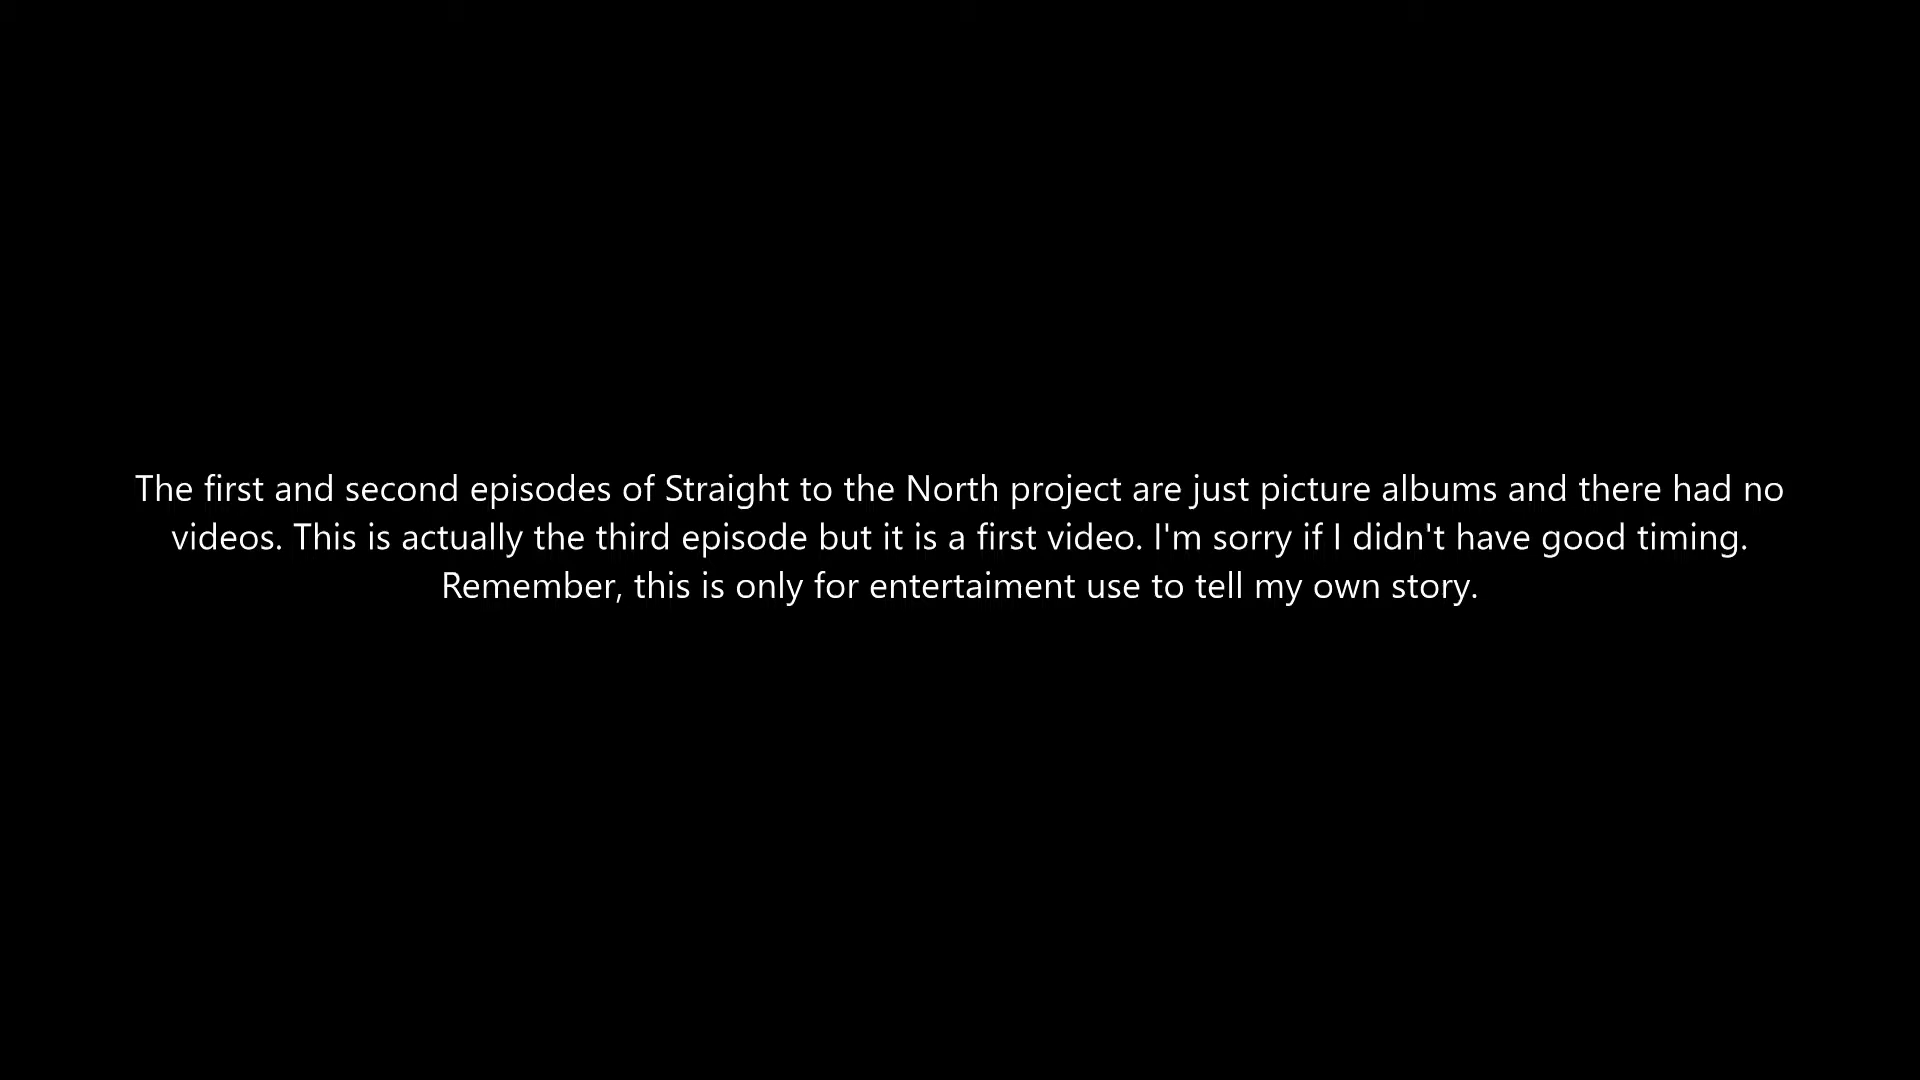 The first and second episodes of Straight to the North project are just picture albums and there had no
videos. This is actually the third episode but it is a first video. I'm sorry if I didn't have good timing.
Remember, this is only for entertaiment use to tell my own story.